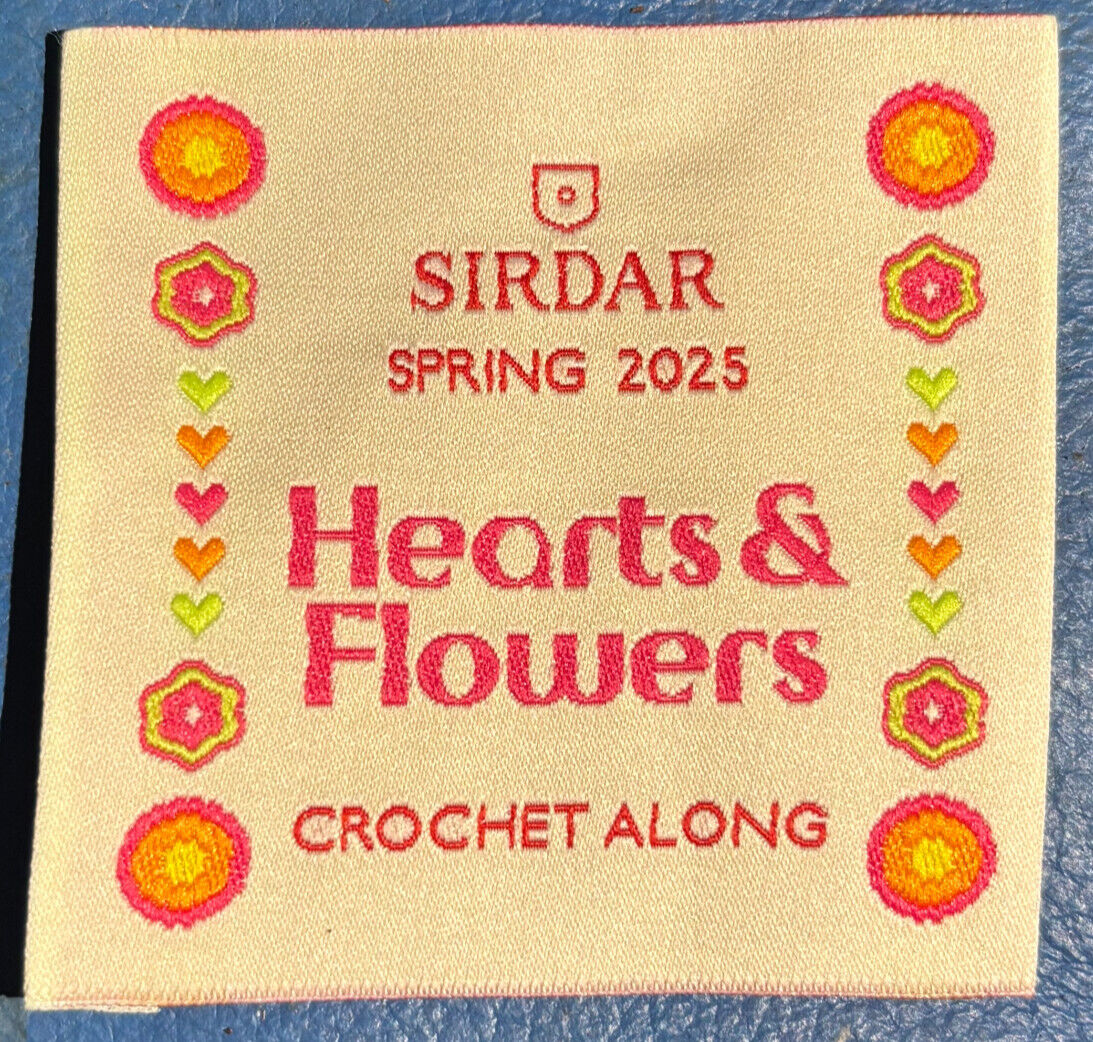 SIRDAR
SPRING 2025
Hearts &
Flowers
CROCHET ALONG